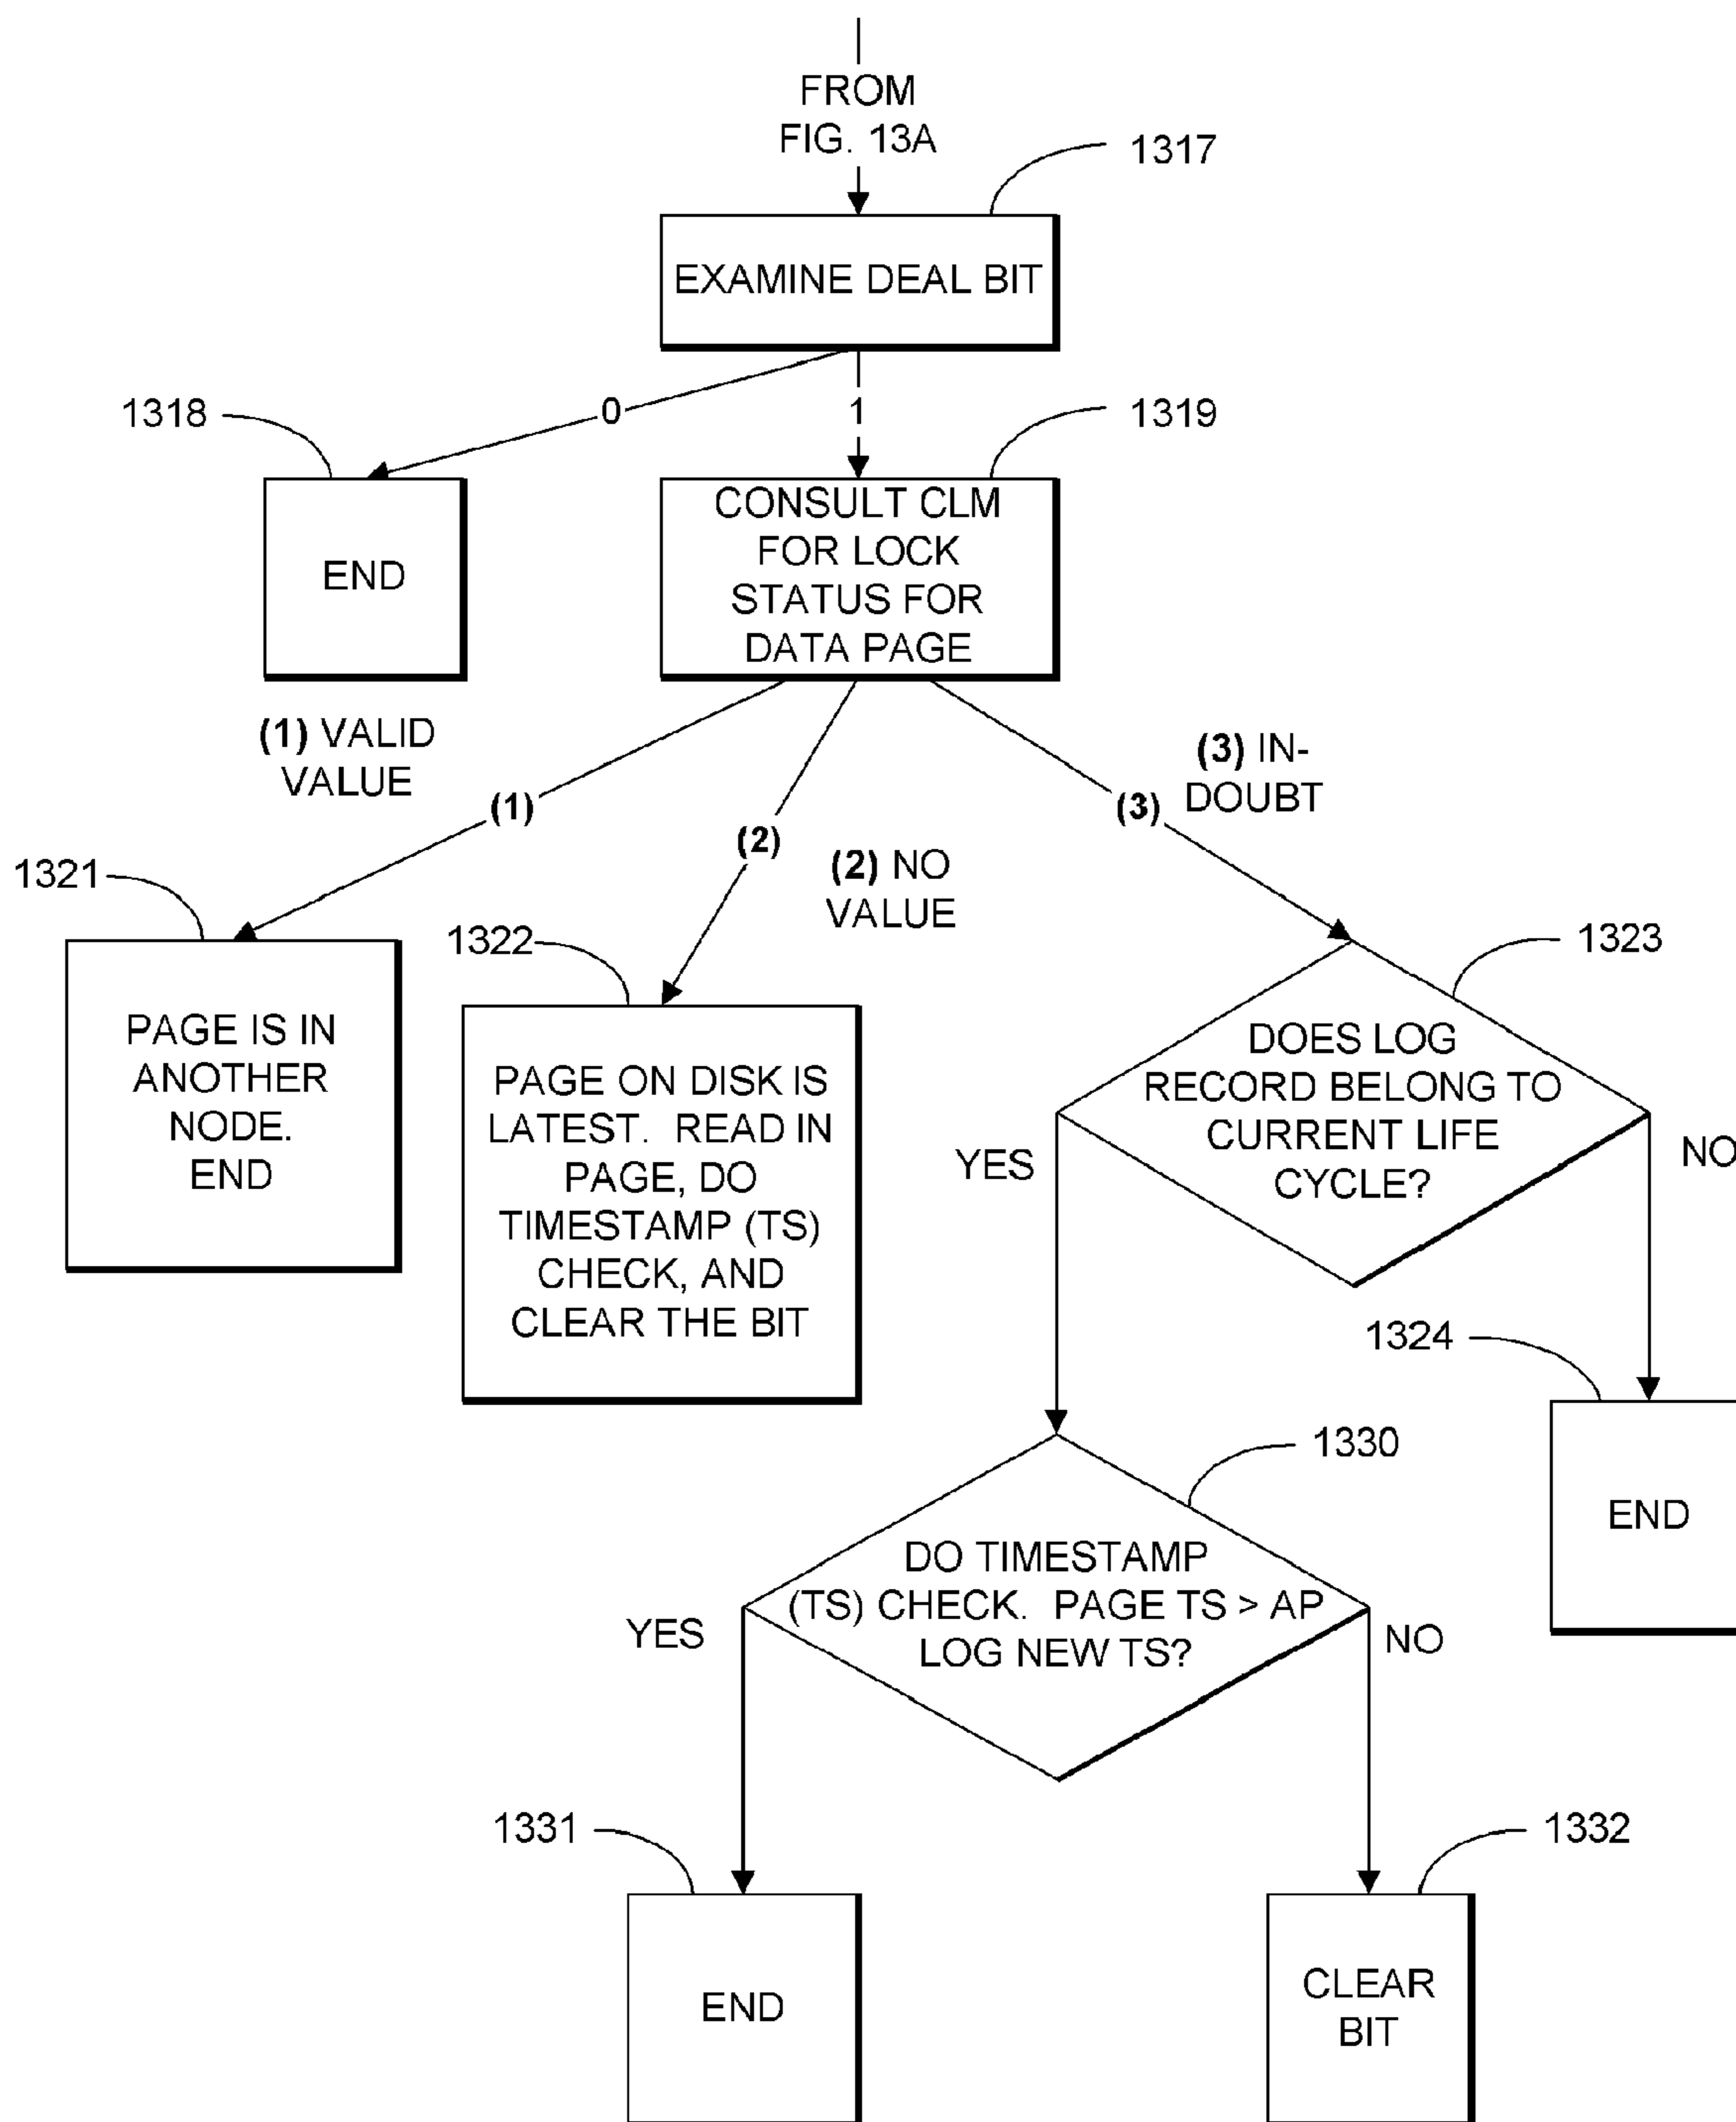 FROM
FIG. 13A
1317
EXAMINE DEAL BIT
0
1
1318
1319
END
CONSULT CLM
FOR LOCK
STATUS FOR
DATA PAGE
(1) VALID
VALUE
(3) IN-
DOUBT
(1)
(2)
(3)
(2) NO
VALUE
1321
1322
1323
PAGE IS IN
ANOTHER
NODE.
END
PAGE ON DISK IS
LATEST. READ IN
PAGE, DO
TIMESTAMP (TS)
CHECK, AND
CLEAR THE BIT
DOES LOG
RECORD BELONG TO
CURRENT LIFE
CYCLE?
YES
NO
1324
END
1330
DO TIMESTAMP
(TS) CHECK. PAGE TS > AP
LOG NEW TS?
YES
NO
1331
1332
END
CLEAR
BIT